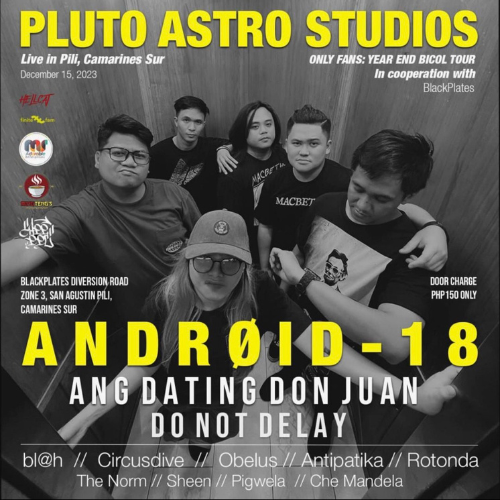 PLUTO ASTRO STUDIOS
Live in Pili, Camarines Sur
December 15, 2023
ONLY FANS: YEAR END BICOL TOUR
In cooperation with
BlackPlates
HELLCAT
MACBETH
MACBETH
BLACKPLATES DIVERSION ROAD
ZONE 3, SAN AGUSTIN PILI,
CAMARINES SUR
DOOR CHARGE
PHP 150 ONLY
ANDRØID-18
ANG DATING DON JUAN
DO NOT DELAY
bl@h // Circusdive // Obelus // Antipatika // Rotonda
The Norm // Sheen // Pigwela // Che Mandela